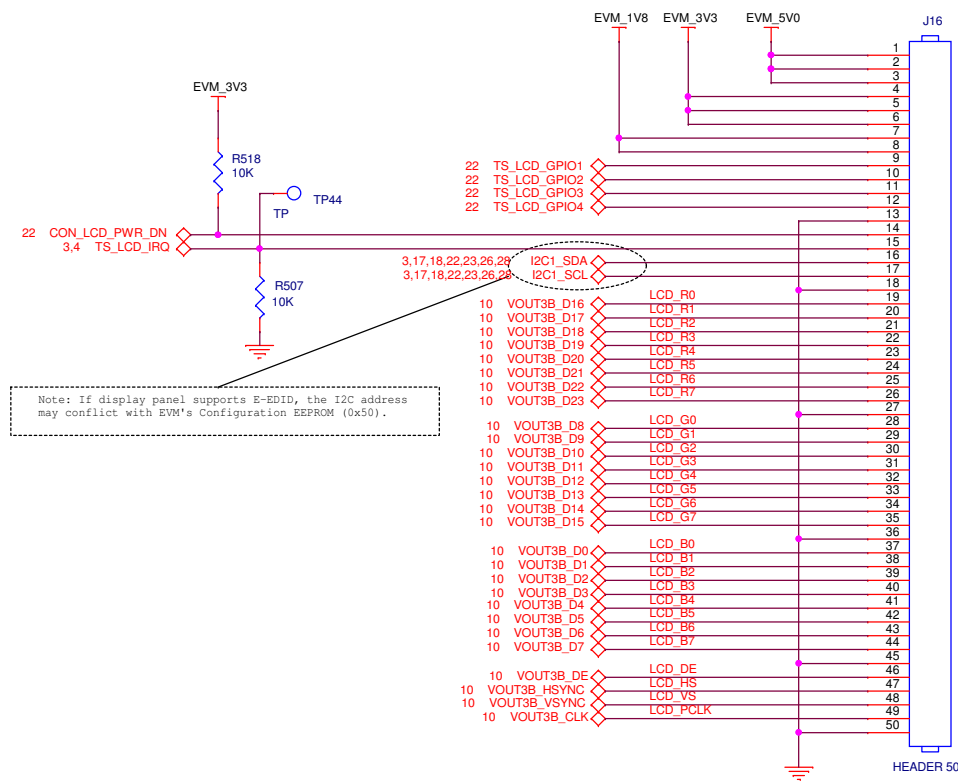 EVM_1V8 EVM_3V3 EVM_5V0 J16
EVM_3V3
R518
10K
TP44
TP
R507
10K
1
2
3
4
5
6
7
8
22 TS_LCD_GPIO1 9
22 TS_LCD_GPIO2 10
22 TS_LCD_GPIO3 11
22 TS_LCD_GPIO4 12
13
22 CON_LCD_PWR_DN 14
3,4 TS_LCD_IRQ 15
3,17,18,22,23,26,28 I2C1_SDA 16
3,17,18,22,23,26,28 I2C1_SCL 17
18
10 VOUT3B_D16 LCD_R0 19
10 VOUT3B_D17 LCD_R1 20
10 VOUT3B_D18 LCD_R2 21
10 VOUT3B_D19 LCD_R3 22
10 VOUT3B_D20 LCD_R4 23
10 VOUT3B_D21 LCD_R5 24
10 VOUT3B_D22 LCD_R6 25
10 VOUT3B_D23 LCD_R7 26
Note: If display panel supports E-EDID, the I2C address
may conflict with EVM's Configuration EEPROM (0x50).
27
10 VOUT3B_D8 LCD_G0 28
10 VOUT3B_D9 LCD_G1 29
10 VOUT3B_D10 LCD_G2 30
10 VOUT3B_D11 LCD_G3 31
10 VOUT3B_D12 LCD_G4 32
10 VOUT3B_D13 LCD_G5 33
10 VOUT3B_D14 LCD_G6 34
10 VOUT3B_D15 LCD_G7 35
36
10 VOUT3B_D0 LCD_B0 37
10 VOUT3B_D1 LCD_B1 38
10 VOUT3B_D2 LCD_B2 39
10 VOUT3B_D3 LCD_B3 40
10 VOUT3B_D4 LCD_B4 41
10 VOUT3B_D5 LCD_B5 42
10 VOUT3B_D6 LCD_B6 43
10 VOUT3B_D7 LCD_B7 44
45
10 VOUT3B_DE LCD_DE 46
10 VOUT3B_HSYNC LCD_HS 47
10 VOUT3B_VSYNC LCD_VS 48
10 VOUT3B_CLK LCD_PCLK 49
50
HEADER 50